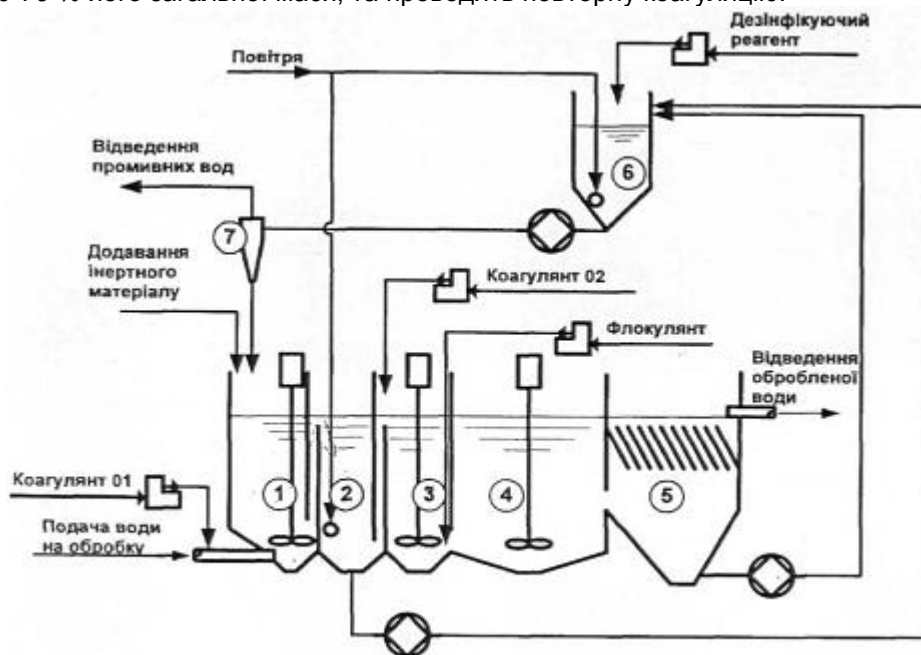 Дезінфікуючий
реагент
Повітря
Відведення
промивних вод
6
7
Додавання
інертного
матеріалу
Коагулянт 02
Флокулянт
Відведення
обробленої
води
Коагулянт 01
1
2
3
4
5
Подача води
на обробку